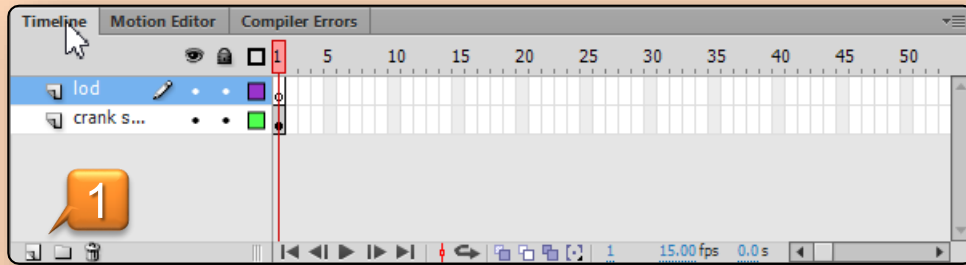 Timeline Motion Editor Compiler Errors
1 5 10 15 20 25 30 35 40 45 50
lod
crank s...
1
1 15.00 fps 0.0 s